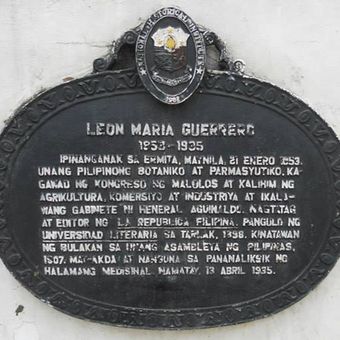 LEON MARIA GUERRERO
1853-1935
IPINANGANAK SA ERMITA, MAYNILA, 21 ENERO 1853.
UNANG PILIPINONG BOTANIKO AT PARMASYUTIKO. KA-
GAWAD NG KONGRESO NG MALOLOS AT KALIHIM NG
AGRIKULTURA, KOMERSIYO AT INDUSTRIYA AT IKALA-
WANG GABINETE NI HENERAL AGUINALDO. NAGTATAG
AT EDITOR NG LA REPUBLICA FILIPINA. PANGULO NG
UNIVERSIDAD LITERARIA SA TARLAK, 1898. KINATAWAN
NG BULAKAN SA UNANG ASAMBLEYA NG PILIPINAS,
1907. MAY-AKDA AT NANGUNA SA PANANALIKSIK NG
HALAMANG MEDISINAL. NAMATAY, 13 ABRIL 1935.